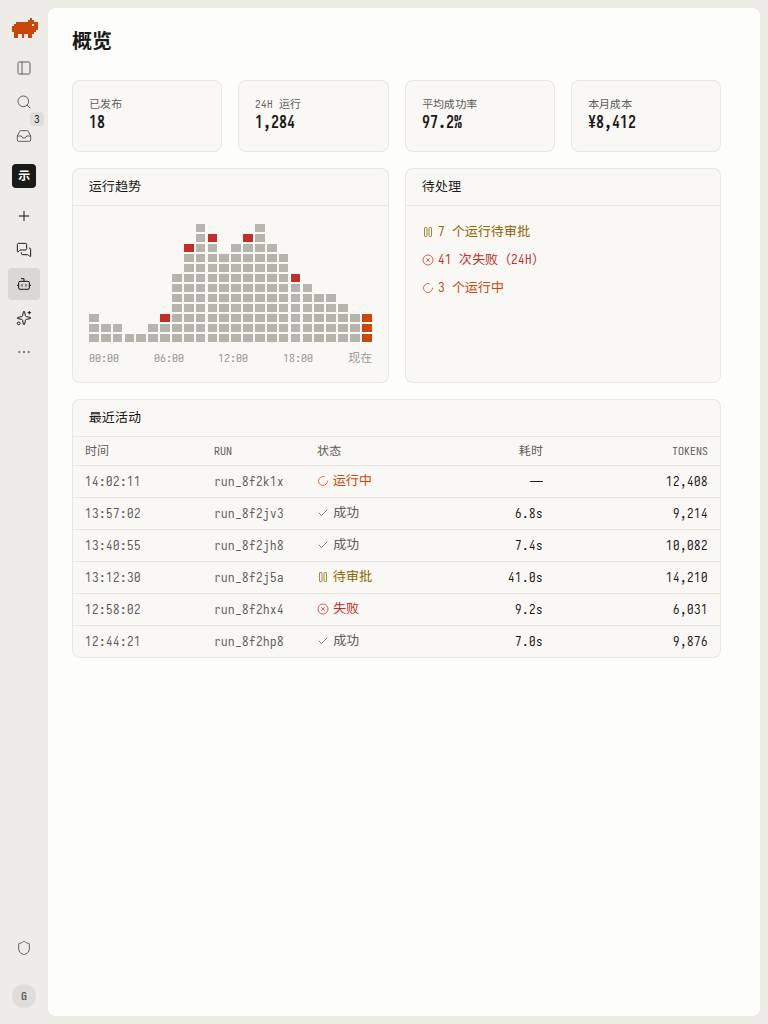 概览
3
示
G
已发布
18
24H 运行
1,284
平均成功率
97.2%
本月成本
¥8,412
运行趋势
00:00 06:00 12:00 18:00 现在
待处理
7 个运行待审批
41 次失败（24H）
3 个运行中
最近活动
时间 RUN 状态 耗时 TOKENS
14:02:11 run_8f2k1x 运行中 — 12,408
13:57:02 run_8f2jv3 成功 6.8s 9,214
13:40:55 run_8f2jh8 成功 7.4s 10,082
13:12:30 run_8f2j5a 待审批 41.0s 14,210
12:58:02 run_8f2hx4 失败 9.2s 6,031
12:44:21 run_8f2hp8 成功 7.0s 9,876